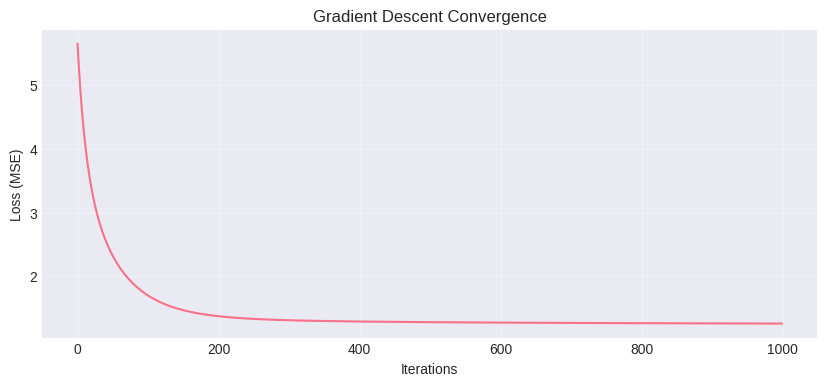 Gradient Descent Convergence
5
4
3
2
Loss (MSE)
0 200 400 600 800 1000
Iterations